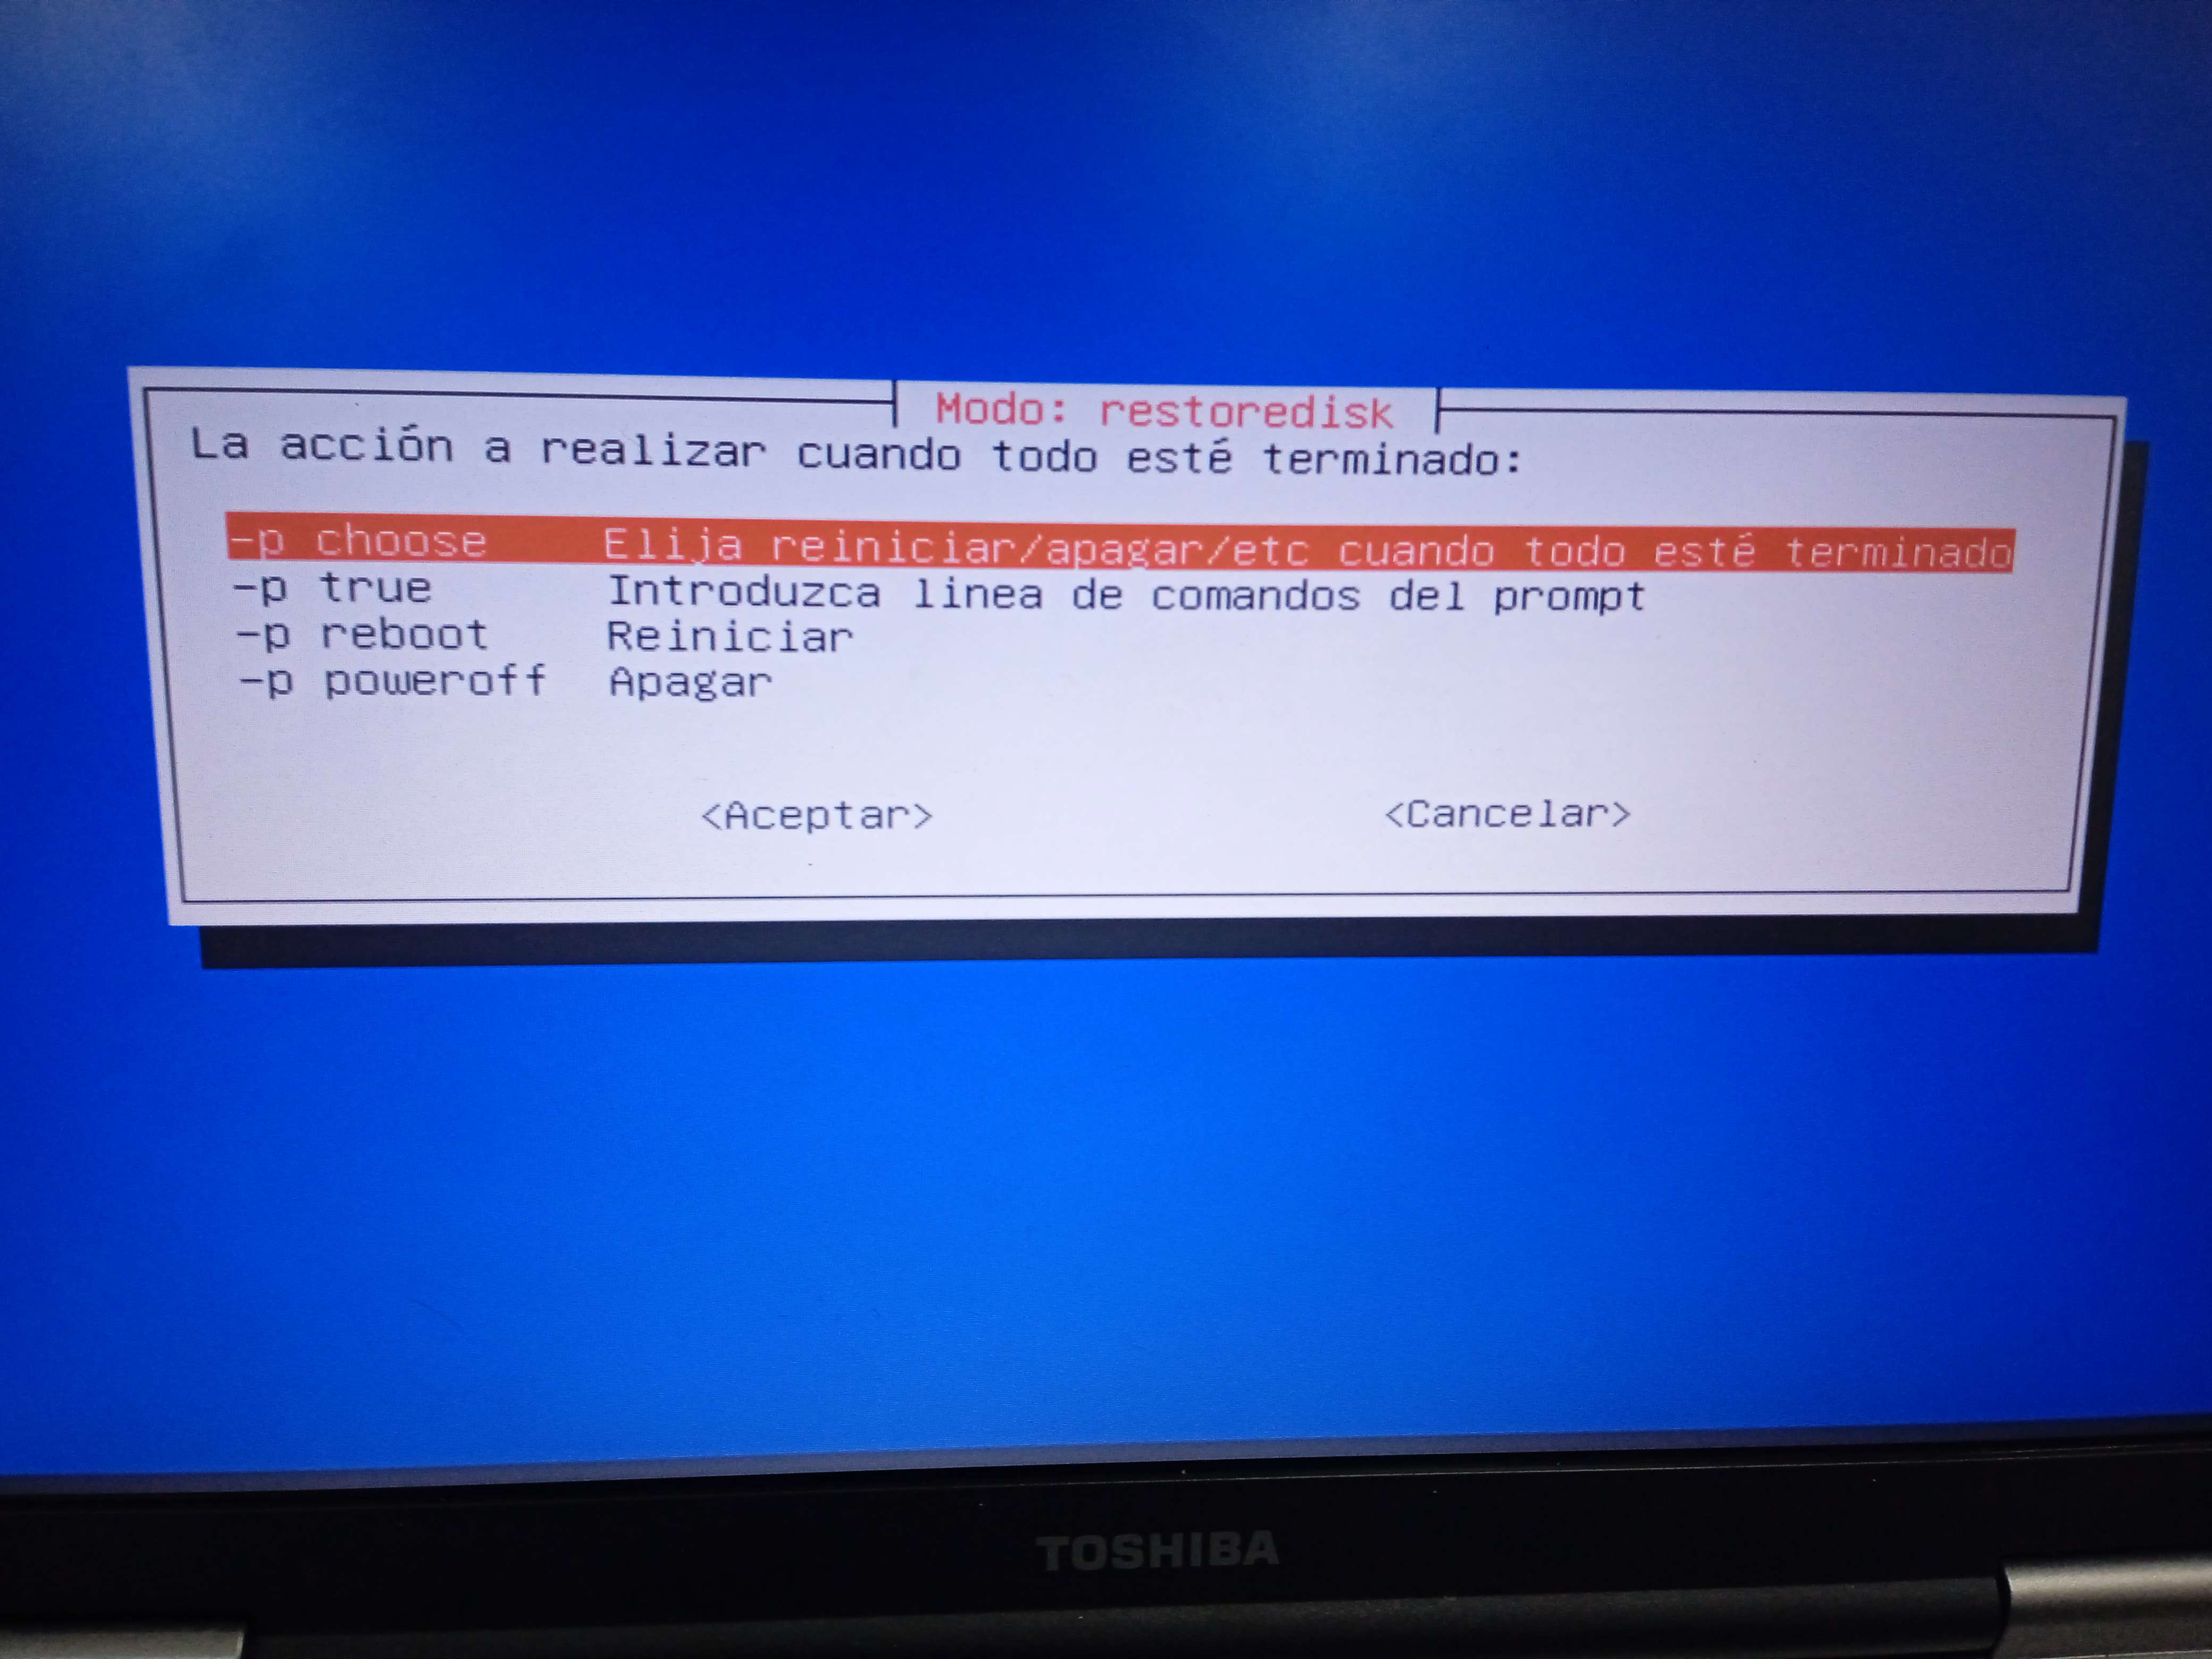 Modo: restoredisk
La acción a realizar cuando todo esté terminado:
-p choose Elija reiniciar/apagar/etc cuando todo esté terminado
-p true Introduzca linea de comandos del prompt
-p reboot Reiniciar
-p poweroff Apagar
<Aceptar> <Cancelar>
TOSHIBA